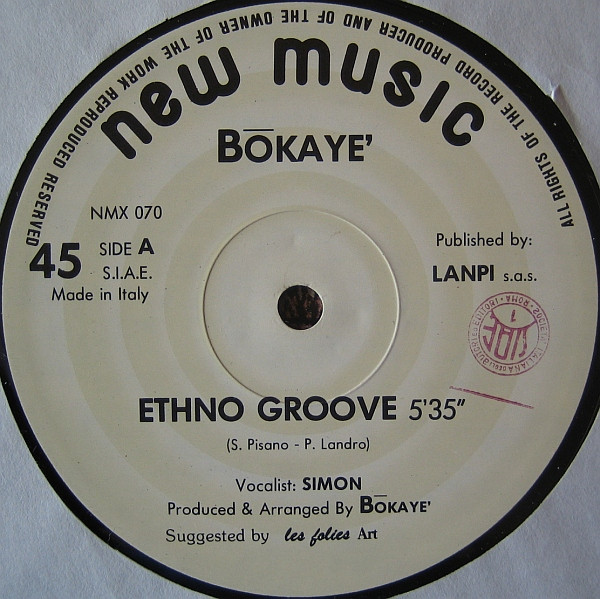 ALL RIGHTS OF THE RECORD PRODUCER AND OF THE OWNER OF THE WORK REPRODUCED RESERVED
new music
BŌKAYE'
NMX 070
45
SIDE A
S.I.A.E.
Made in Italy
Published by:
LANPI s.a.s.
SIAE
ETHNO GROOVE 5'35"
(S. Pisano - P. Landro)
Vocalist: SIMON
Produced & Arranged By BŌKAYE'
Suggested by les folies Art